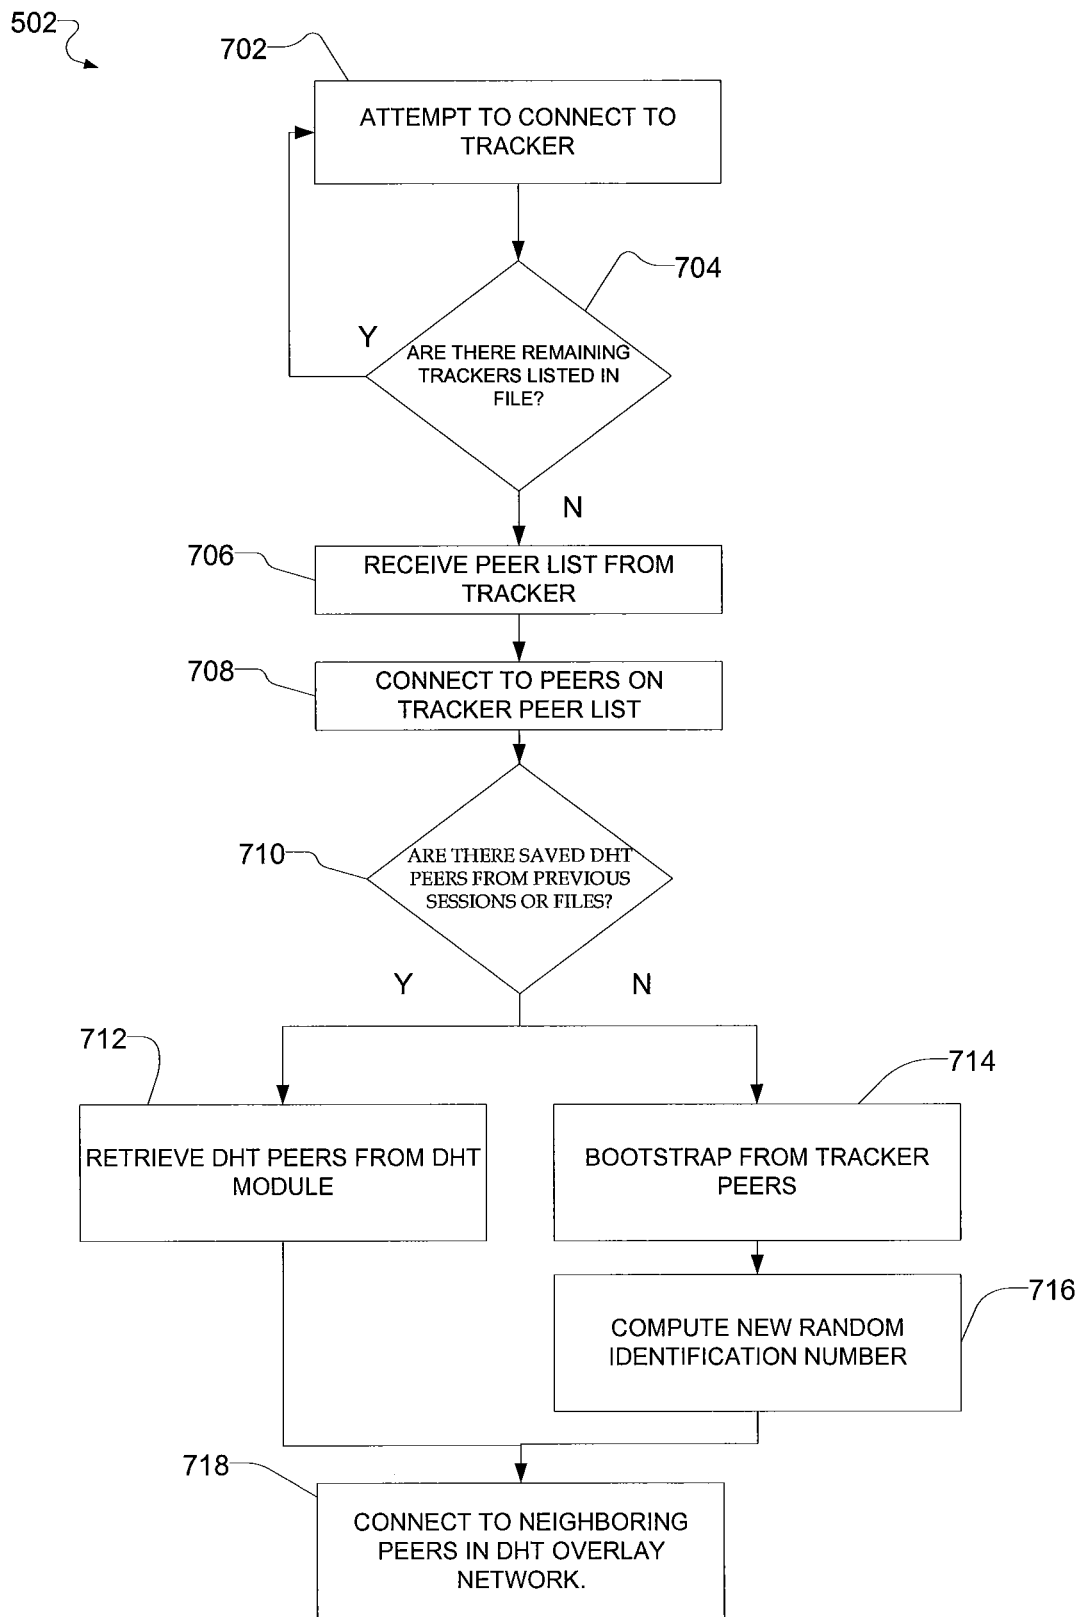 502
702
ATTEMPT TO CONNECT TO
TRACKER
704
Y
ARE THERE REMAINING
TRACKERS LISTED IN
FILE?
N
706
RECEIVE PEER LIST FROM
TRACKER
708
CONNECT TO PEERS ON
TRACKER PEER LIST
710
ARE THERE SAVED DHT
PEERS FROM PREVIOUS
SESSIONS OR FILES?
Y
N
712
714
RETRIEVE DHT PEERS FROM DHT
MODULE
BOOTSTRAP FROM TRACKER
PEERS
716
COMPUTE NEW RANDOM
IDENTIFICATION NUMBER
718
CONNECT TO NEIGHBORING
PEERS IN DHT OVERLAY
NETWORK.